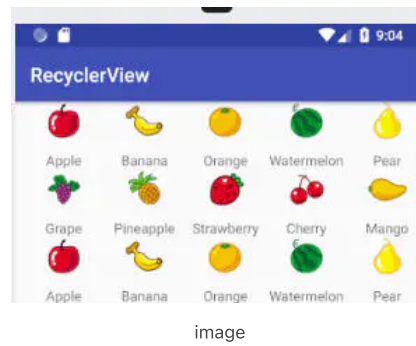 9:04
RecyclerView
Apple Banana Orange Watermelon Pear
Grape Pineapple Strawberry Cherry Mango
Apple Banana Orange Watermelon Pear
image